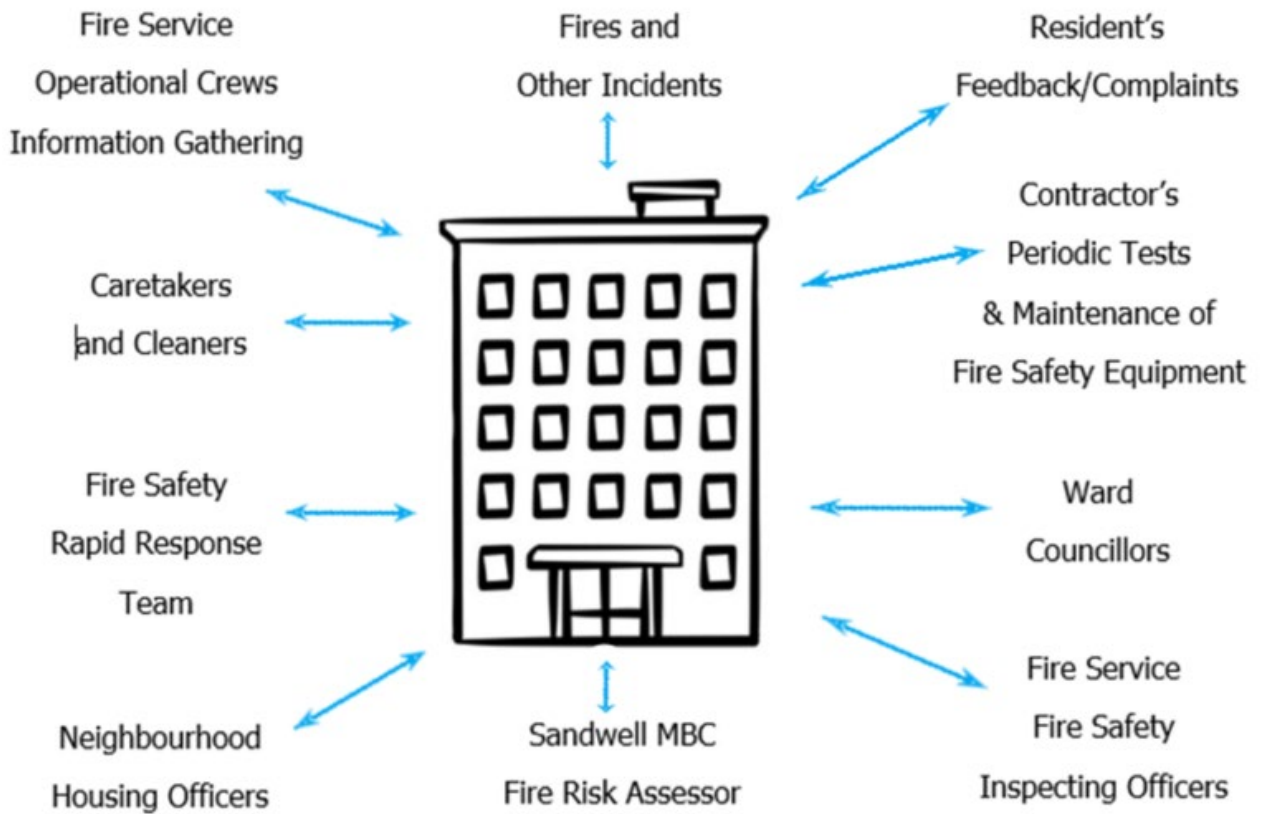 Fire Service
Operational Crews
Information Gathering
Fires and
Other Incidents
Resident's
Feedback/Complaints
Contractor's
Periodic Tests
& Maintenance of
Fire Safety Equipment
Caretakers
and Cleaners
Fire Safety
Rapid Response
Team
Ward
Councillors
Neighbourhood
Housing Officers
Sandwell MBC
Fire Risk Assessor
Fire Service
Fire Safety
Inspecting Officers